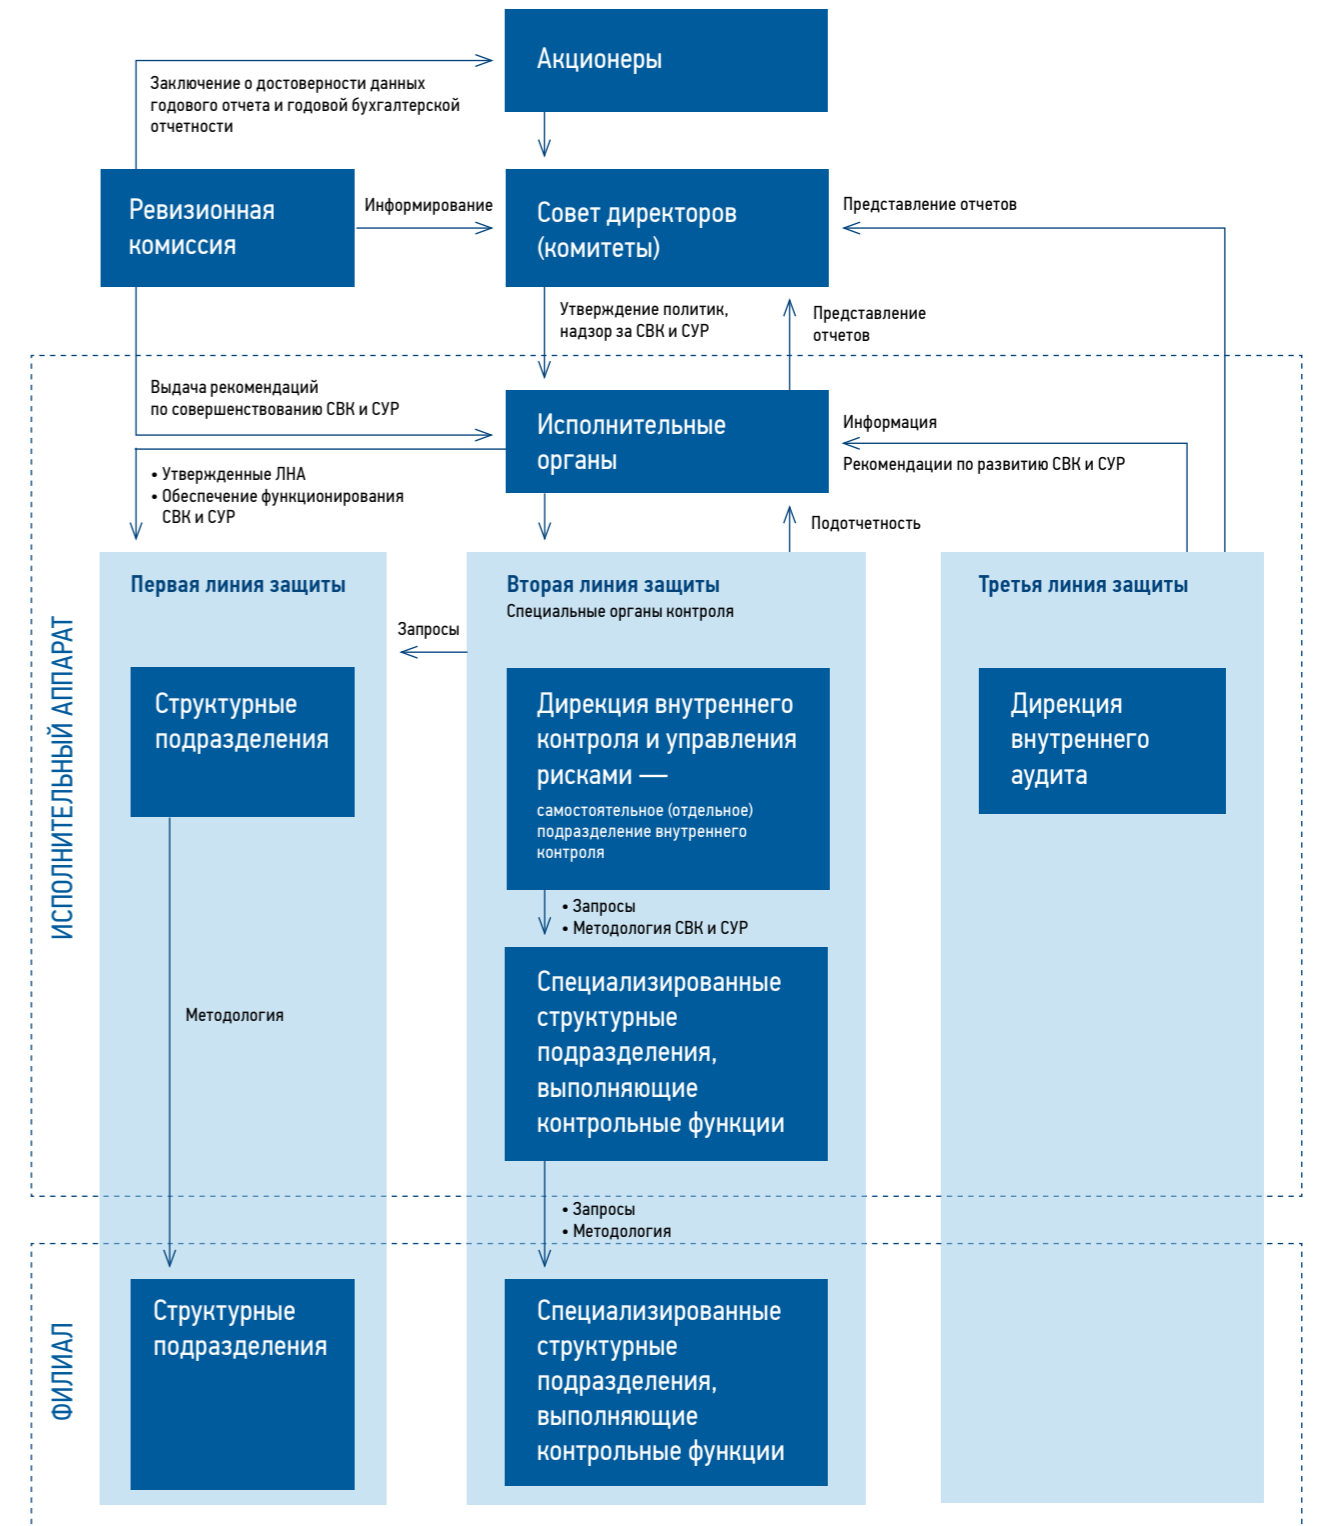 Акционеры
Заключение о достоверности данных
годового отчета и годовой бухгалтерской
отчетности
Ревизионная
комиссия
Информирование
Совет директоров
(комитеты)
Представление отчетов
Утверждение политик,
надзор за СВК и СУР
Представление
отчетов
Выдача рекомендаций
по совершенствованию СВК и СУР
Исполнительные
органы
Информация
Рекомендации по развитию СВК и СУР
• Утвержденные ЛНА
• Обеспечение функционирования
СВК и СУР
Подотчетность
ИСПОЛНИТЕЛЬНЫЙ АППАРАТ
Первая линия защиты
Вторая линия защиты
Специальные органы контроля
Третья линия защиты
Запросы
Структурные
подразделения
Дирекция внутреннего
контроля и управления
рисками —
самостоятельное (отдельное)
подразделение внутреннего
контроля
Дирекция
внутреннего
аудита
• Запросы
• Методология СВК и СУР
Специализированные
структурные
подразделения,
выполняющие
контрольные функции
Методология
• Запросы
• Методология
ФИЛИАЛ
Структурные
подразделения
Специализированные
структурные
подразделения,
выполняющие
контрольные функции